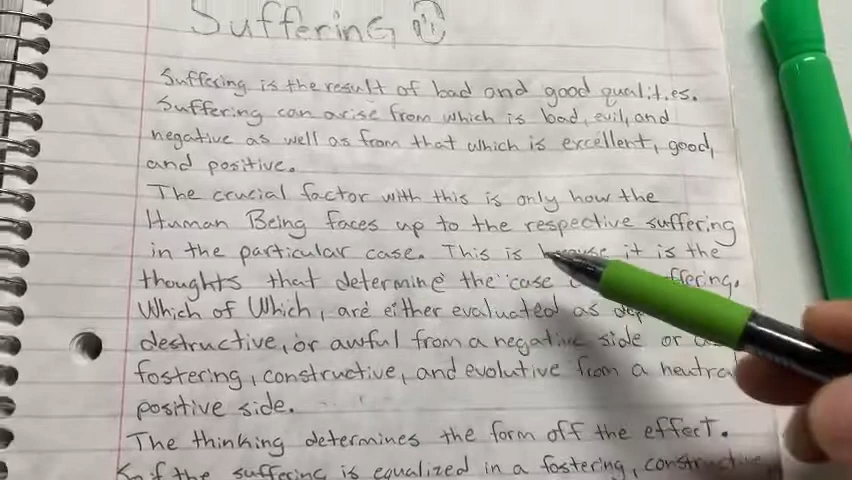 Suffering
Suffering is the result of bad and good qualities.
Suffering can arise from which is bad, evil, and
negative as well as from that which is excellent, good,
and positive.
The crucial factor with this is only how the
Human Being faces up to the respective suffering
in the particular case. This is it is the
thoughts that determine the case
Which of Which, are either evaluated as
destructive, or awful from a negative side or
fostering, constructive, and evolutive from a neutral
positive side.
The thinking determines the form off the effect.
So if the suffering is equalized in a fostering, constructive